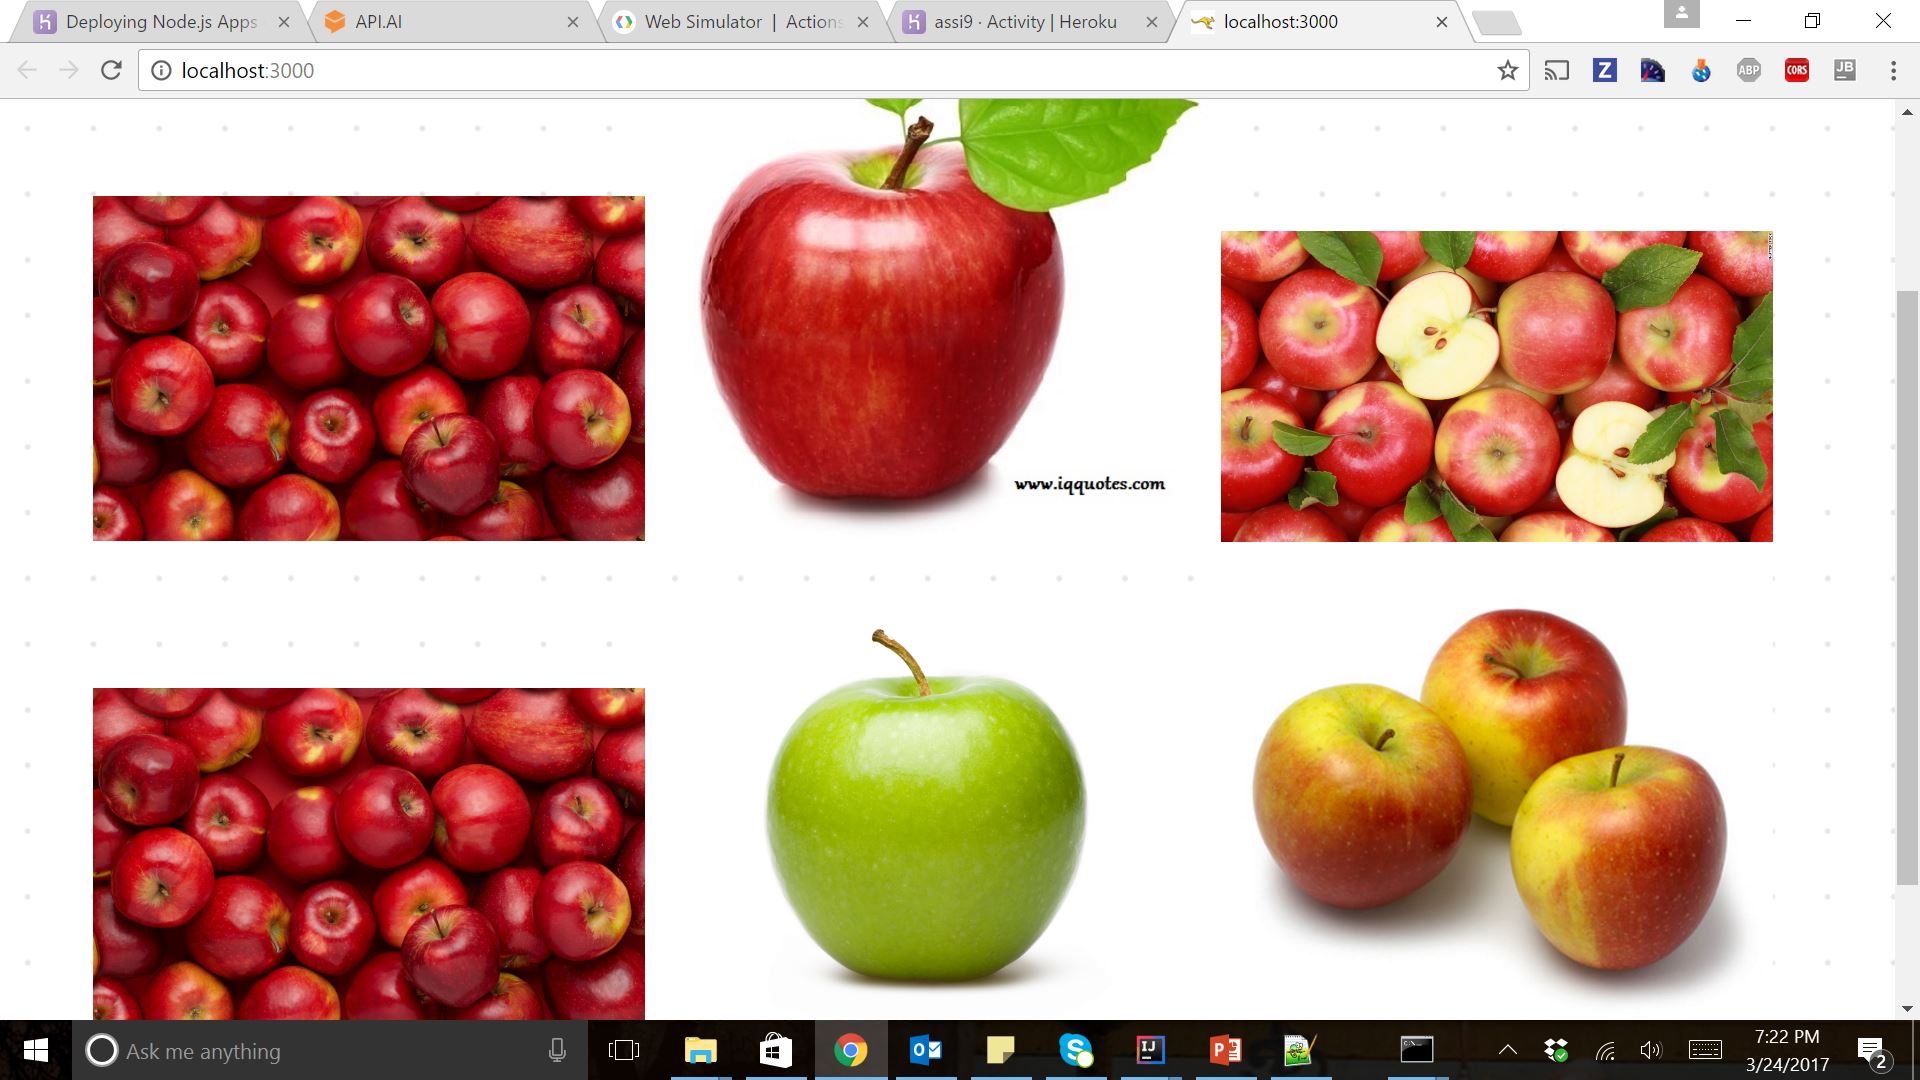 Deploying Node.js Apps
API.AI
Web Simulator | Actions
assi9 · Activity | Heroku
localhost:3000
localhost:3000
Z
ABP
CORS
JB
www.iqquotes.com
Ask me anything
IJ
7:22 PM
3/24/2017
2